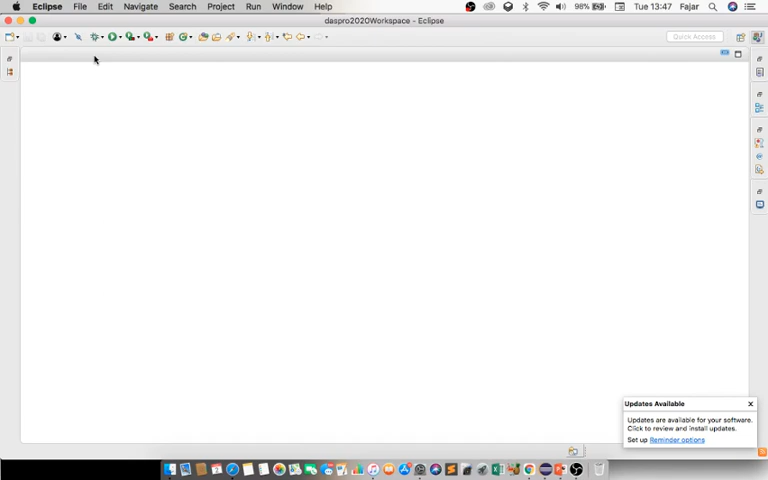 Eclipse File Edit Navigate Search Project Run Window Help 98% Tue 13:47 Fajar
daspro2020Workspace - Eclipse
Quick Access
Updates Available
Updates are available for your software.
Click to review and install updates.
Set up Reminder options